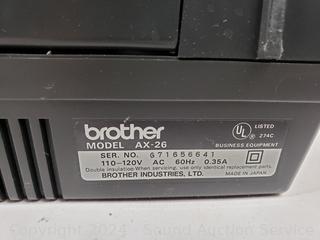 brother
MODEL AX-26
UL
LISTED
274C
BUSINESS EQUIPMENT
SER. NO. G71656641
110-120V AC 60Hz 0.35A
Double insulation-When servicing, use only identical replacement parts.
BROTHER INDUSTRIES, LTD. MADE IN JAPAN
Copyright 2024 - Sound Auction Service